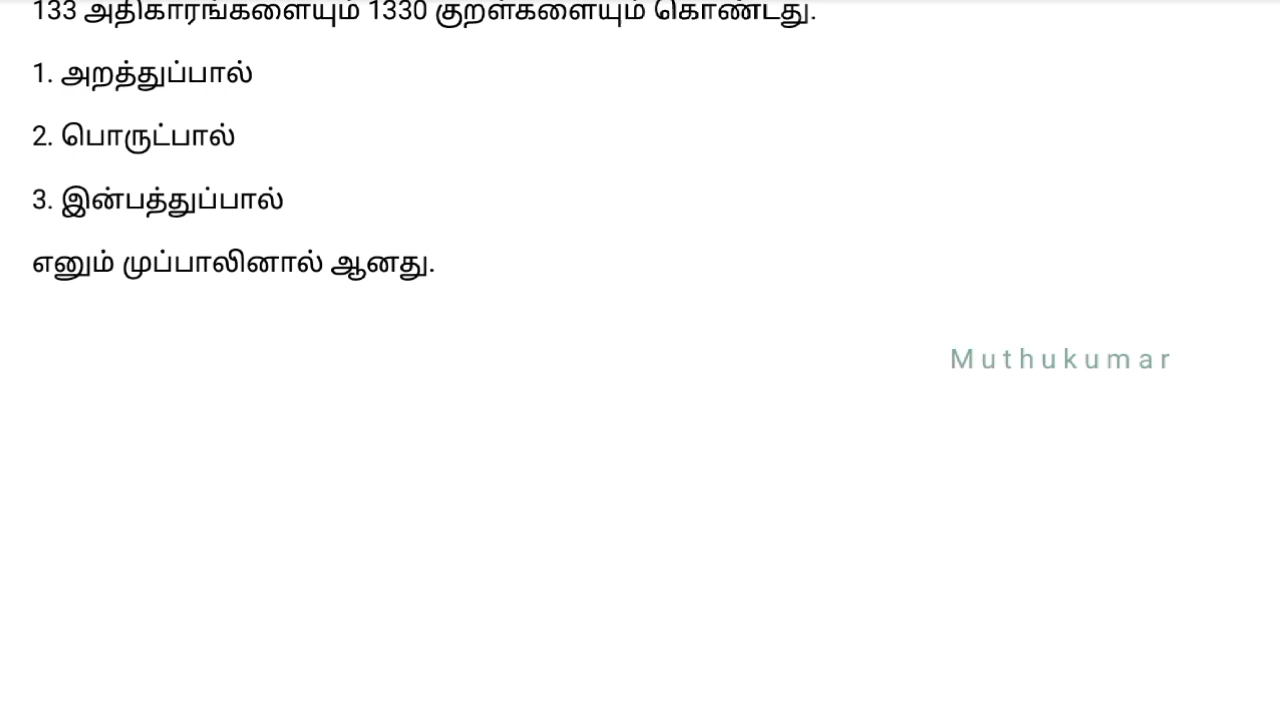 133 அதிகாரங்களையும் 1330 குறள்களையும் கொண்டது.
1. அறத்துப்பால்
2. பொருட்பால்
3. இன்பத்துப்பால்
எனும் முப்பாலினால் ஆனது.
Muthukumar